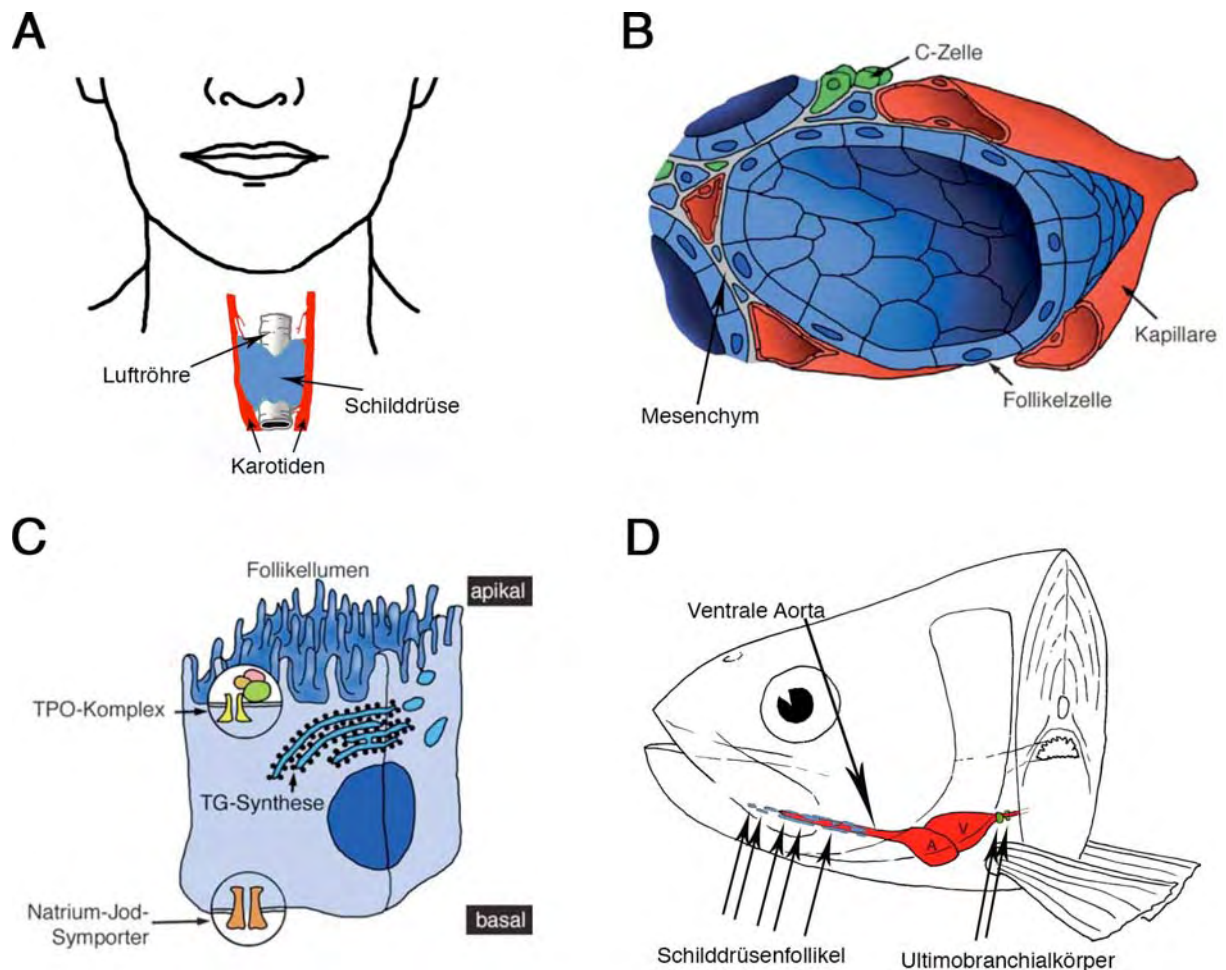 A
Luftröhre
Schilddrüse
Karotiden
B
C-Zelle
Kapillare
Follikelzelle
Mesenchym
C
Follikellumen
apikal
TPO-Komplex
TG-Synthese
Natrium-Jod-
Symporter
basal
D
Ventrale Aorta
A
V
Schilddrüsenfollikel
Ultimobranchialkörper